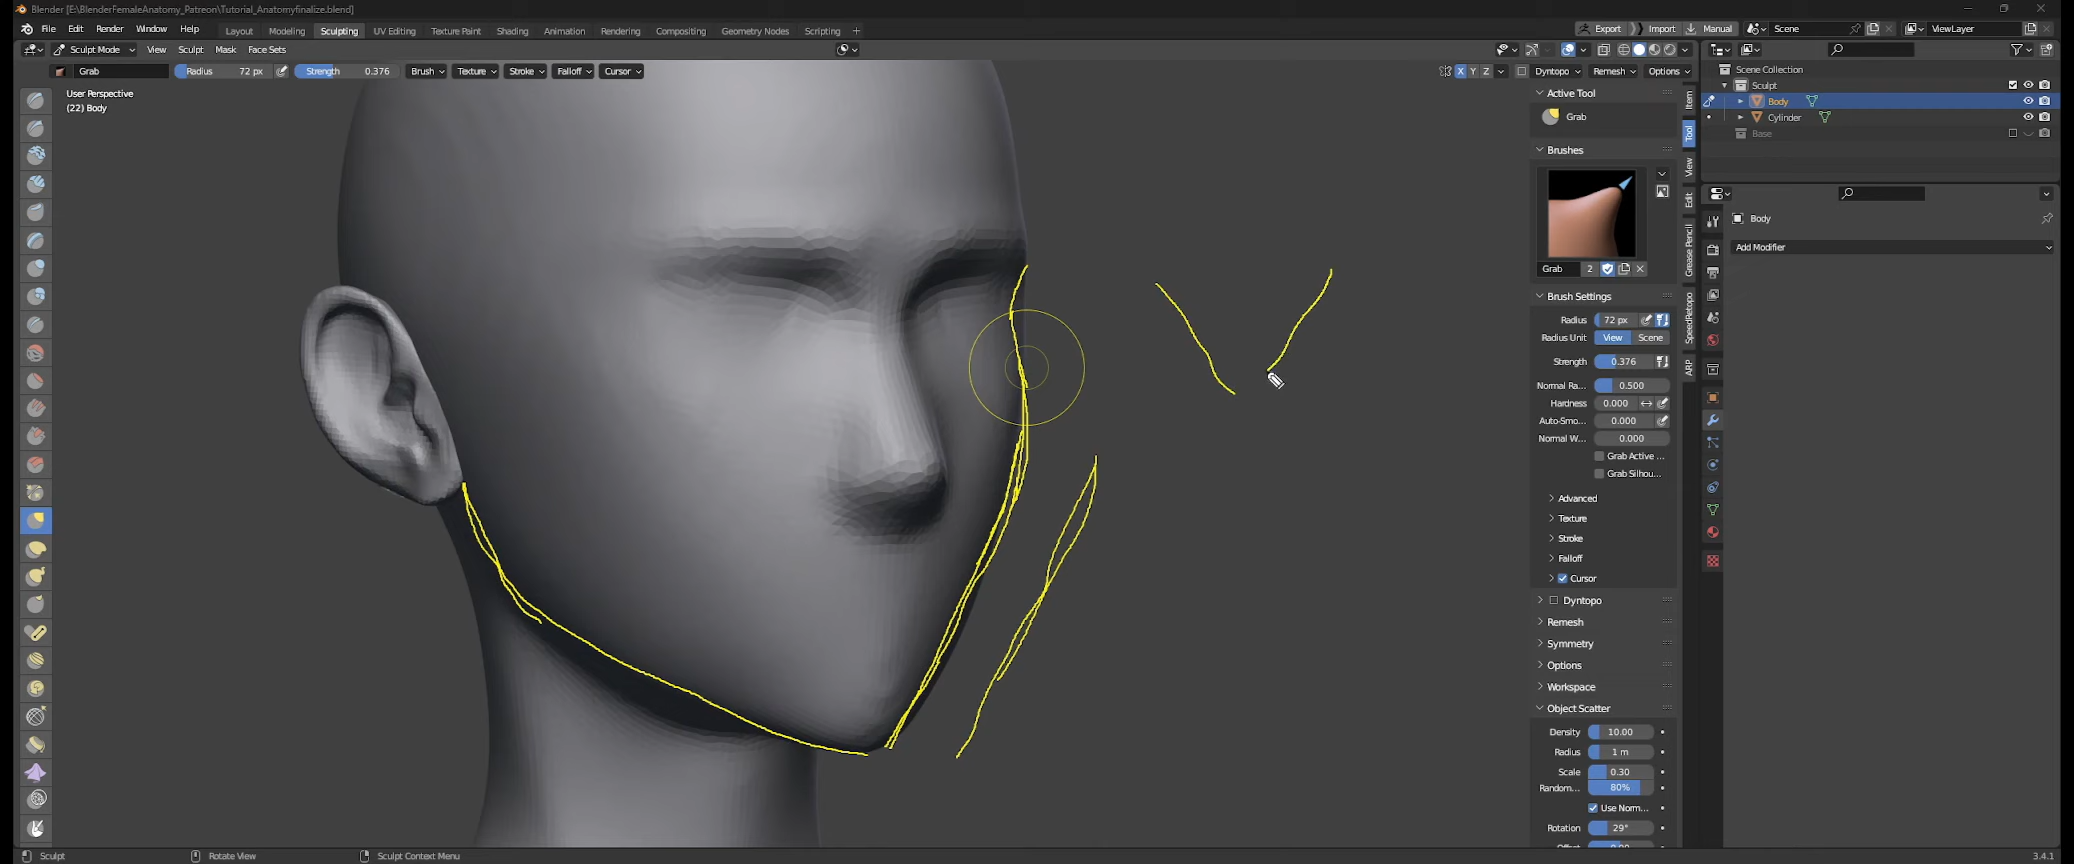 Blender [E:\BlenderFemaleAnatomy_Patreon\Tutorial_Anatomyfinalize.blend]
File Edit Render Window Help Layout Modeling Sculpting UV Editing Texture Paint Shading Animation Rendering Compositing Geometry Nodes Scripting + Export Import Manual Scene ViewLayer
Sculpt Mode View Sculpt Mask Face Sets
Grab Radius 72 px Strength 0.376 Brush Texture Stroke Falloff Cursor X Y Z Dyntopo Remesh Options
User Perspective
(22) Body
Scene Collection
Sculpt
Body
Cylinder
Base
Body
Add Modifier
Active Tool
Grab
Brushes
Grab 2
Brush Settings
Radius 72 px
Radius Unit View Scene
Strength 0.376
Normal Ra... 0.500
Hardness 0.000
Auto-Smo... 0.000
Normal W... 0.000
Grab Active ...
Grab Silhou...
Advanced
Texture
Stroke
Falloff
Cursor
Dyntopo
Remesh
Symmetry
Options
Workspace
Object Scatter
Density 10.00
Radius 1 m
Scale 0.30
Random... 80%
Use Norm...
Rotation 29°
Item
Tool
View
Edit
Grease Pencil
SpeedRetopo
ARP
Sculpt Rotate View Sculpt Context Menu 3.4.1